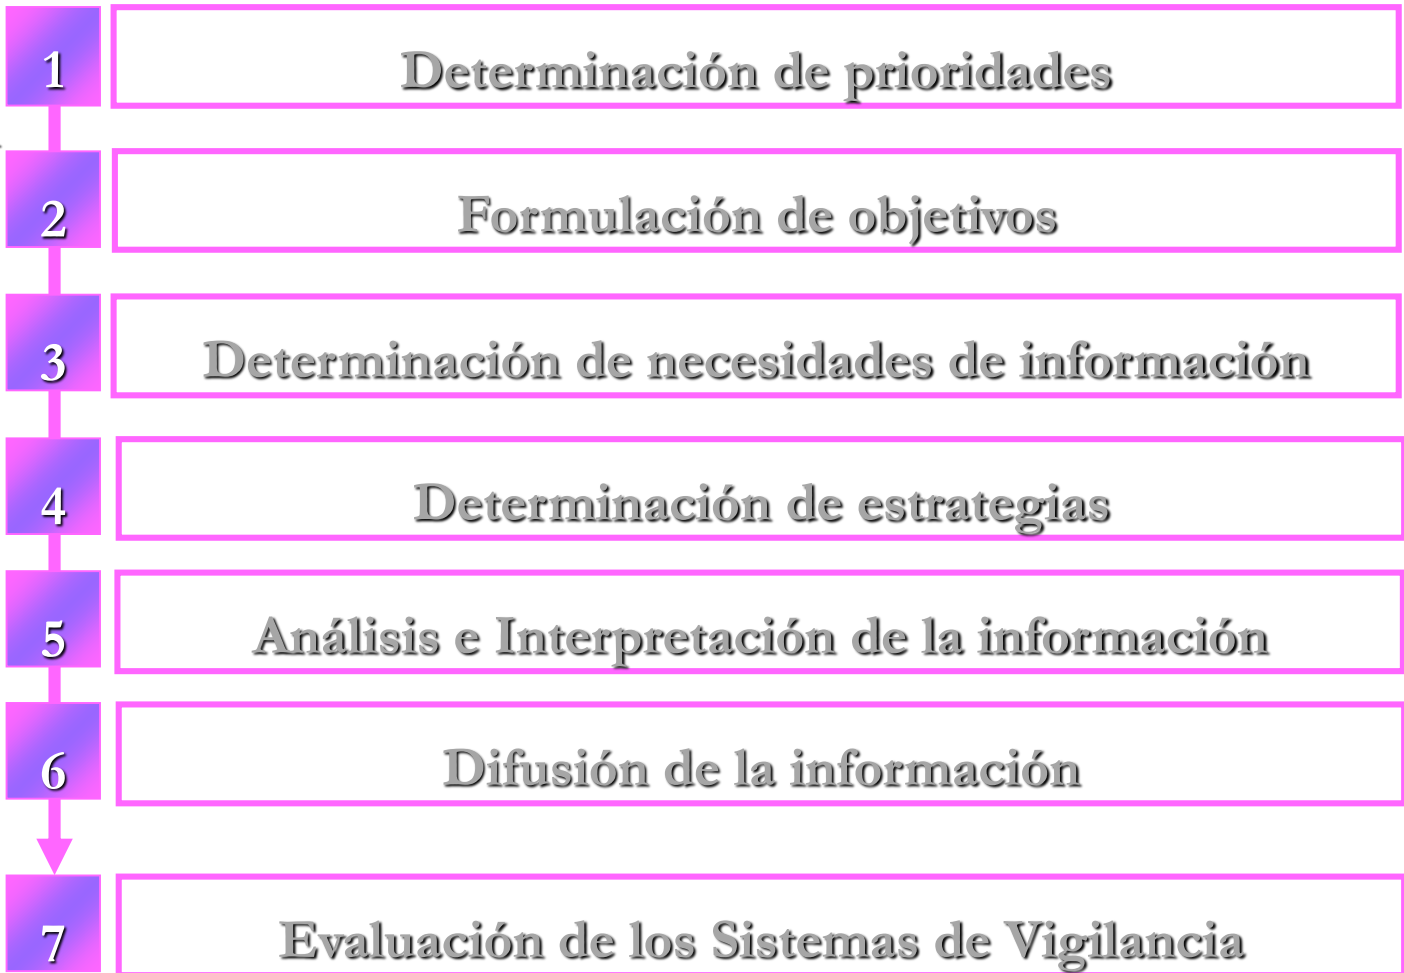 1 Determinación de prioridades
2 Formulación de objetivos
3 Determinación de necesidades de información
4 Determinación de estrategias
5 Análisis e Interpretación de la información
6 Difusión de la información
7 Evaluación de los Sistemas de Vigilancia